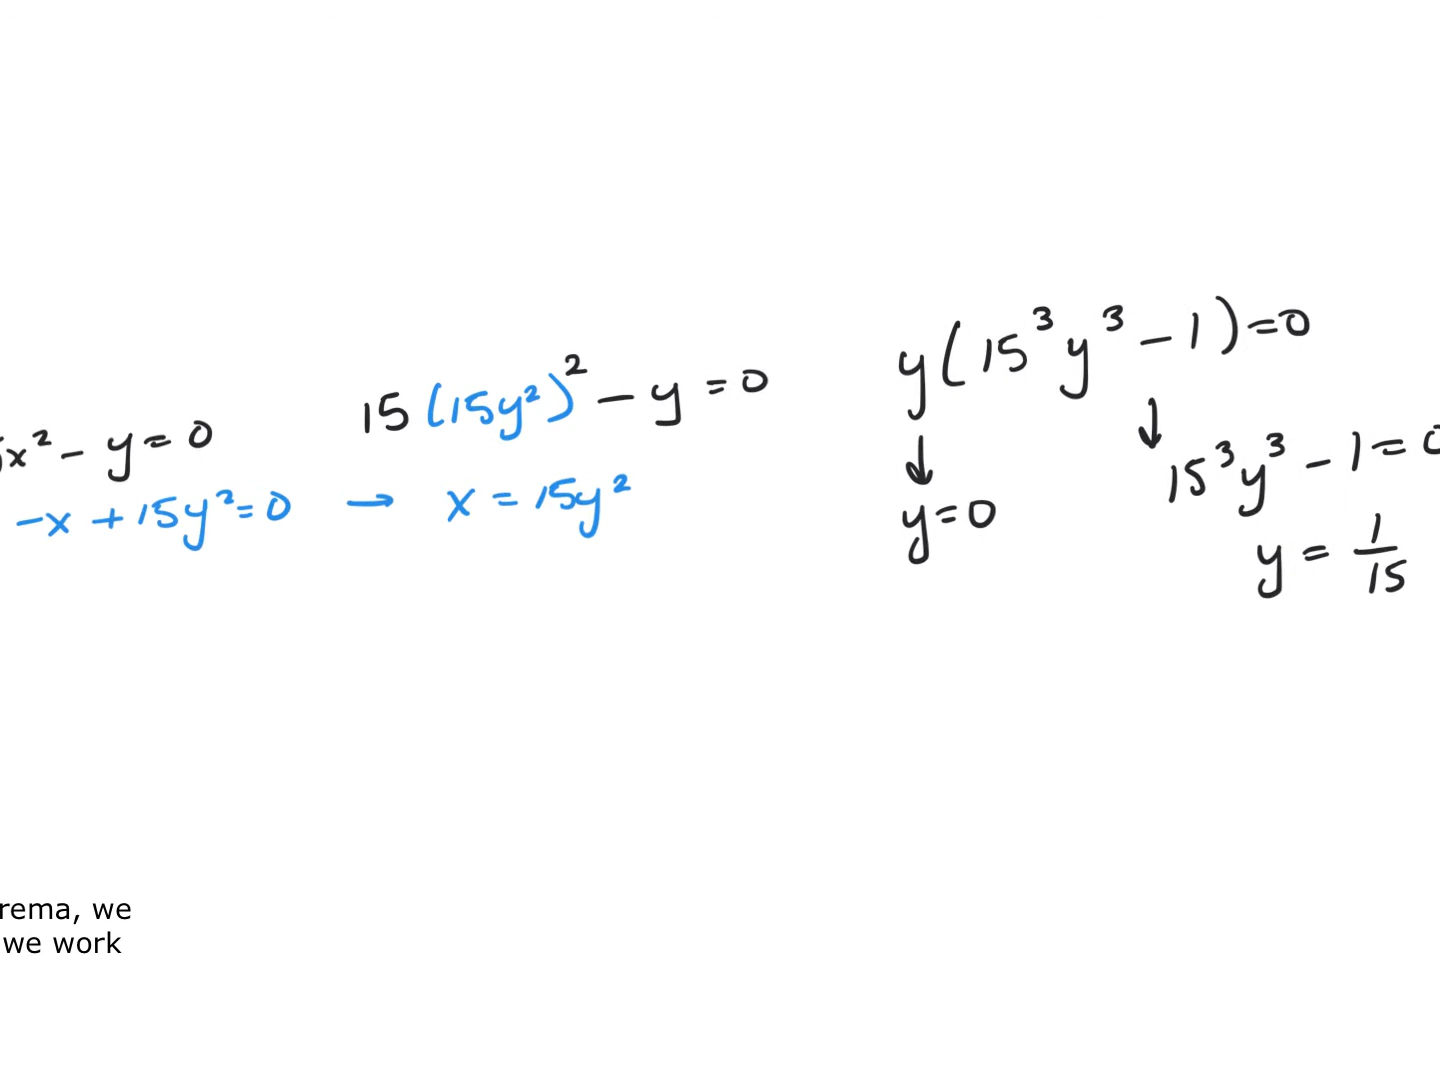 x² - y = 0
-x + 15y² = 0 → x = 15y²
15(15y²)² - y = 0
y(15³y³ - 1) = 0
↓
y = 0
↓
15³y³ - 1 = 0
y = 1/15
we
we work